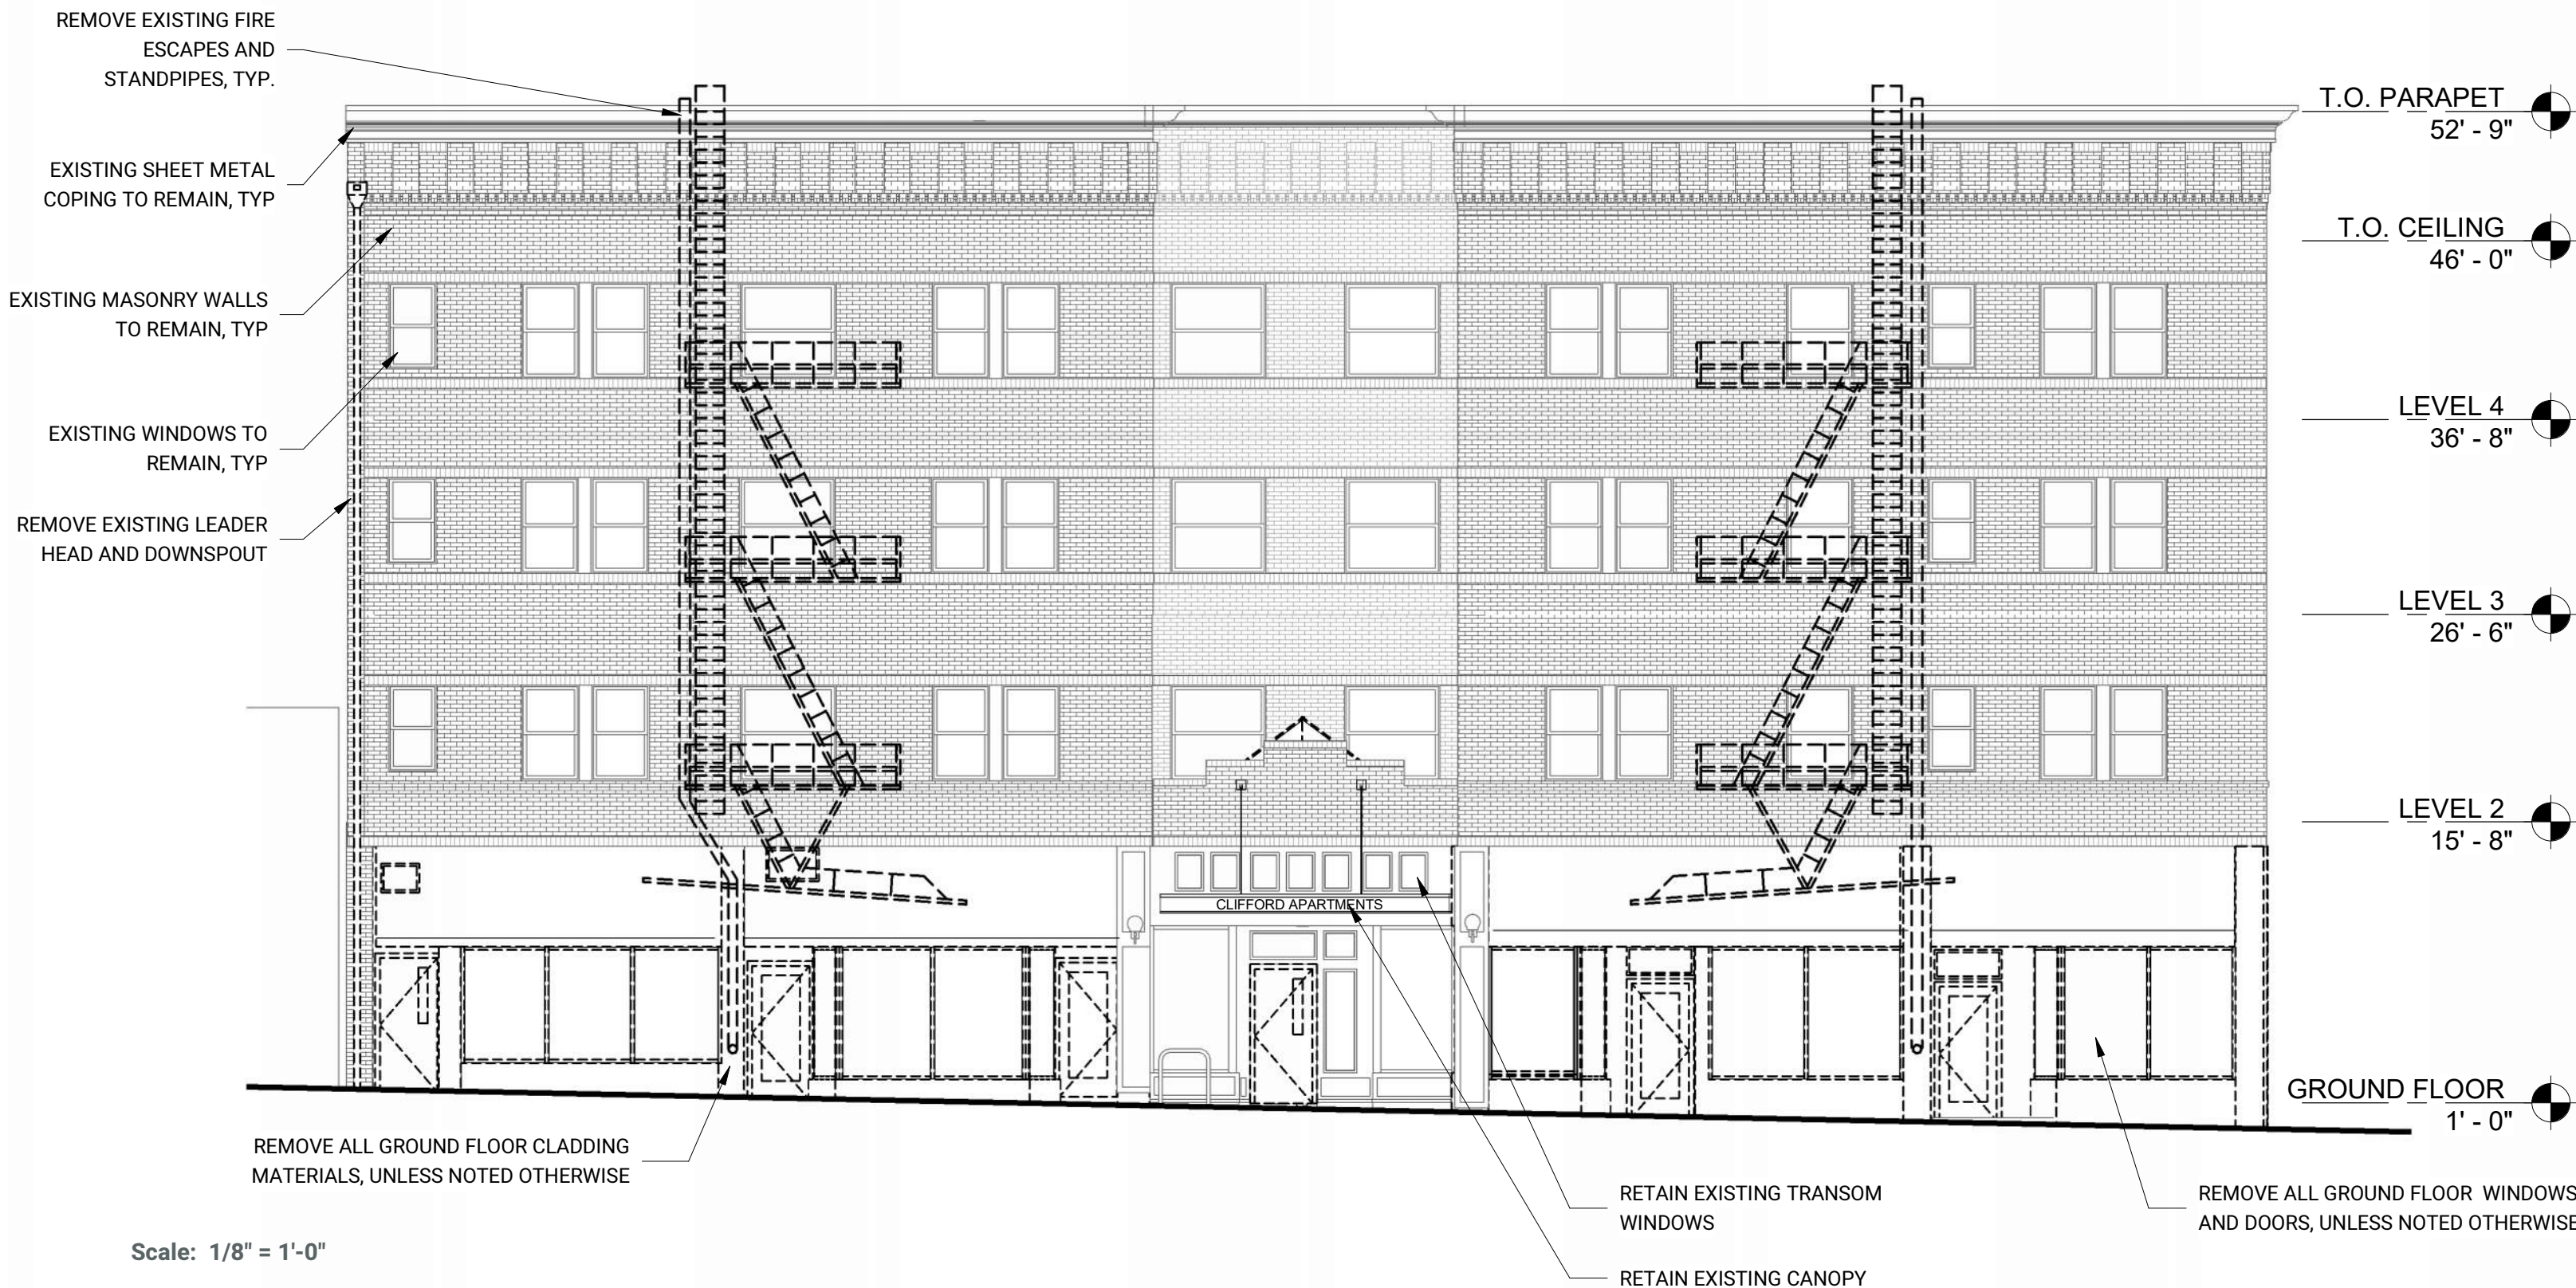 REMOVE EXISTING FIRE
ESCAPES AND
STANDPIPES, TYP.
EXISTING SHEET METAL
COPING TO REMAIN, TYP
EXISTING MASONRY WALLS
TO REMAIN, TYP
EXISTING WINDOWS TO
REMAIN, TYP
REMOVE EXISTING LEADER
HEAD AND DOWNSPOUT
T.O. PARAPET
52' - 9"
T.O. CEILING
46' - 0"
LEVEL 4
36' - 8"
LEVEL 3
26' - 6"
LEVEL 2
15' - 8"
GROUND FLOOR
1' - 0"
CLIFFORD APARTMENTS
REMOVE ALL GROUND FLOOR CLADDING
MATERIALS, UNLESS NOTED OTHERWISE
RETAIN EXISTING TRANSOM
WINDOWS
RETAIN EXISTING CANOPY
REMOVE ALL GROUND FLOOR WINDOWS
AND DOORS, UNLESS NOTED OTHERWISE
Scale: 1/8" = 1'-0"